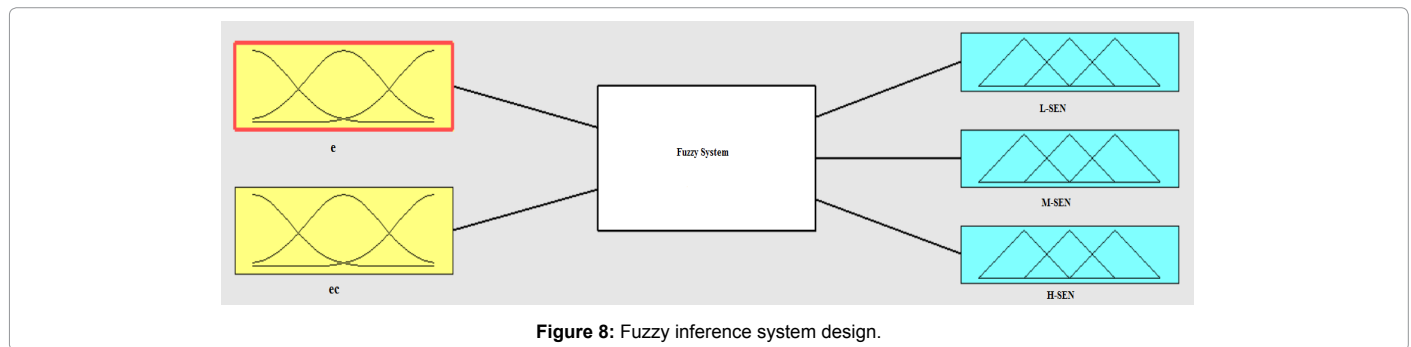 e
ec
Fuzzy System
L-SEN
M-SEN
H-SEN
Figure 8: Fuzzy inference system design.